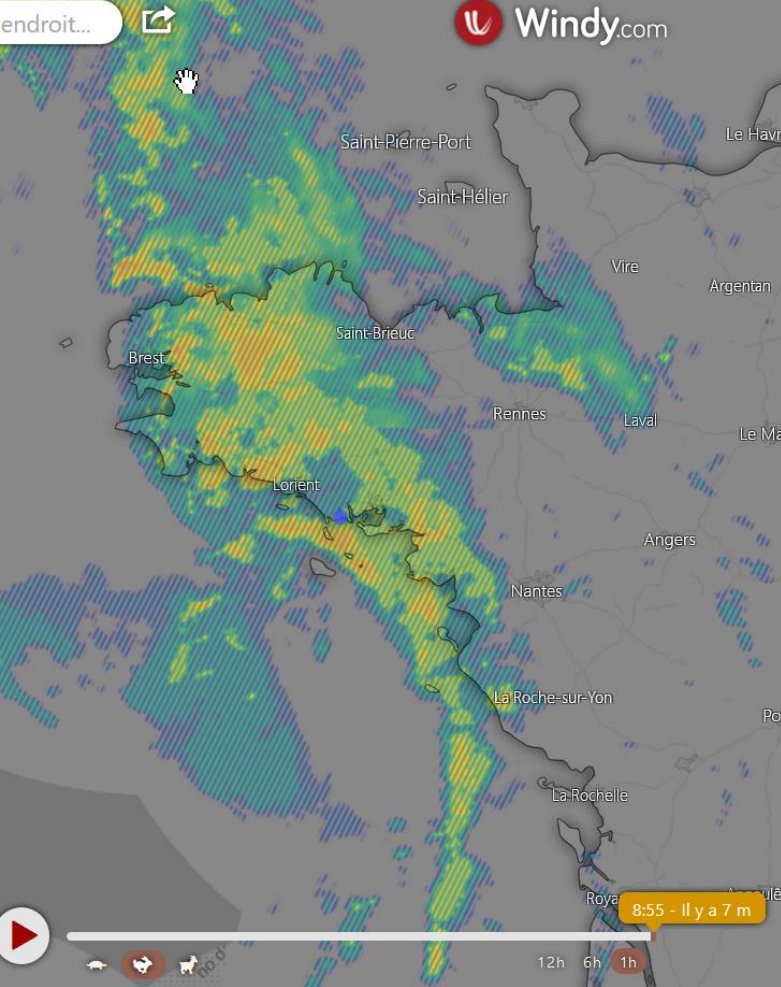 endroit...
Windy.com
Saint-Pierre-Port
Le Havr
Saint-Hélier
Vire
Argentan
Saint-Brieuc
Brest
Rennes
Laval
Le Ma
Lorient
Angers
Nantes
La Roche-sur-Yon
Po
La Rochelle
Roya
8:55 - Il y a 7 m
12h 6h 1h
no d